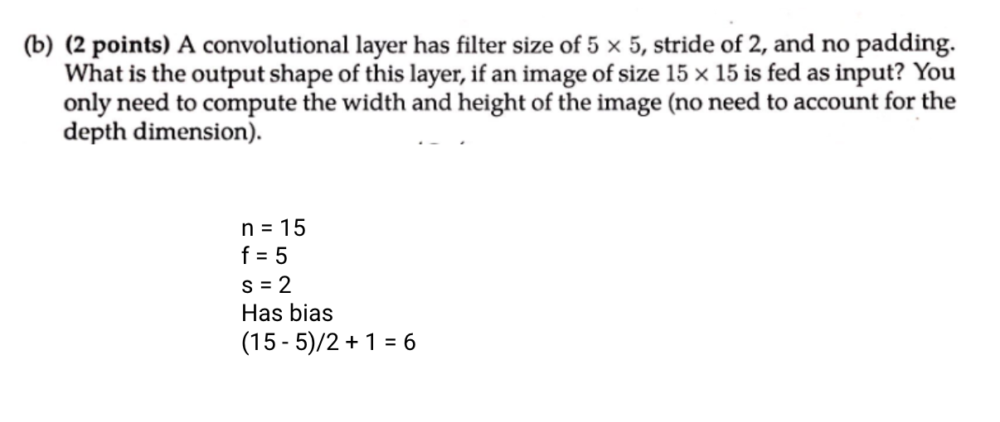 (b) (2 points) A convolutional layer has filter size of 5 × 5, stride of 2, and no padding.
What is the output shape of this layer, if an image of size 15 × 15 is fed as input? You
only need to compute the width and height of the image (no need to account for the
depth dimension).
n = 15
f = 5
s = 2
Has bias
(15 - 5)/2 + 1 = 6